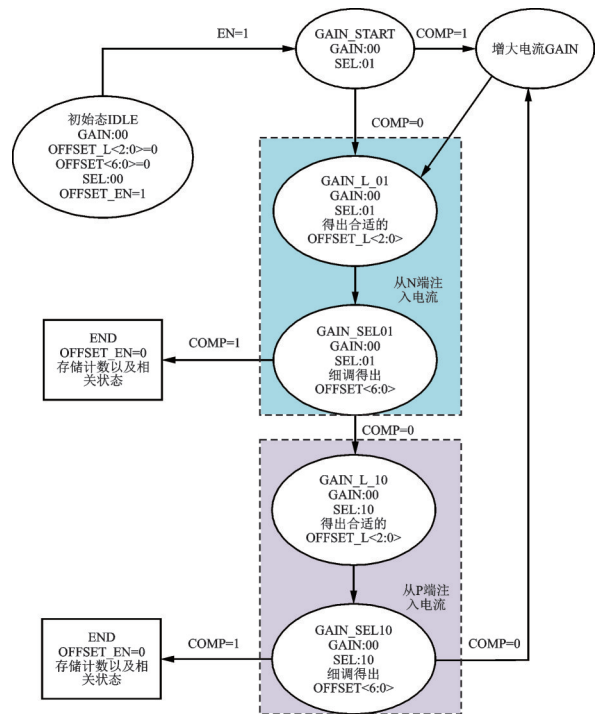 EN=1
GAIN_START
GAIN:00
SEL:01
COMP=1
增大电流GAIN
初始态IDLE
GAIN:00
OFFSET_L<2:0>=0
OFFSET<6:0>=0
SEL:00
OFFSET_EN=1
COMP=0
GAIN_L_01
GAIN:00
SEL:01
得出合适的
OFFSET_L<2:0>
从N端注
入电流
END
OFFSET_EN=0
存储计数以及相
关状态
COMP=1
GAIN_SEL01
GAIN:00
SEL:01
细调得出
OFFSET<6:0>
COMP=0
GAIN_L_10
GAIN:00
SEL:10
得出合适的
OFFSET_L<2:0>
从P端注
入电流
END
OFFSET_EN=0
存储计数以及相
关状态
COMP=1
GAIN_SEL10
GAIN:00
SEL:10
细调得出
OFFSET<6:0>
COMP=0